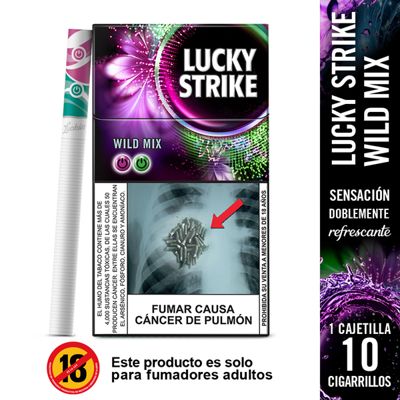 LUCKY
STRIKE
WILD MIX
EL HUMO DEL TABACO CONTIENE MÁS DE
4.000 SUSTANCIAS TÓXICAS, DE LAS CUALES 50
PRODUCEN CÁNCER. ENTRE ELLAS SE ENCUENTRAN
EL ARSÉNICO, FÓSFORO, CIANURO Y AMONÍACO.
PROHIBIDA SU VENTA A MENORES DE 18 AÑOS
FUMAR CAUSA
CÁNCER DE PULMÓN
18
Este producto es solo
para fumadores adultos
LUCKY STRIKE
WILD MIX
SENSACIÓN
DOBLEMENTE
refrescante
1 CAJETILLA
10
CIGARRILLOS